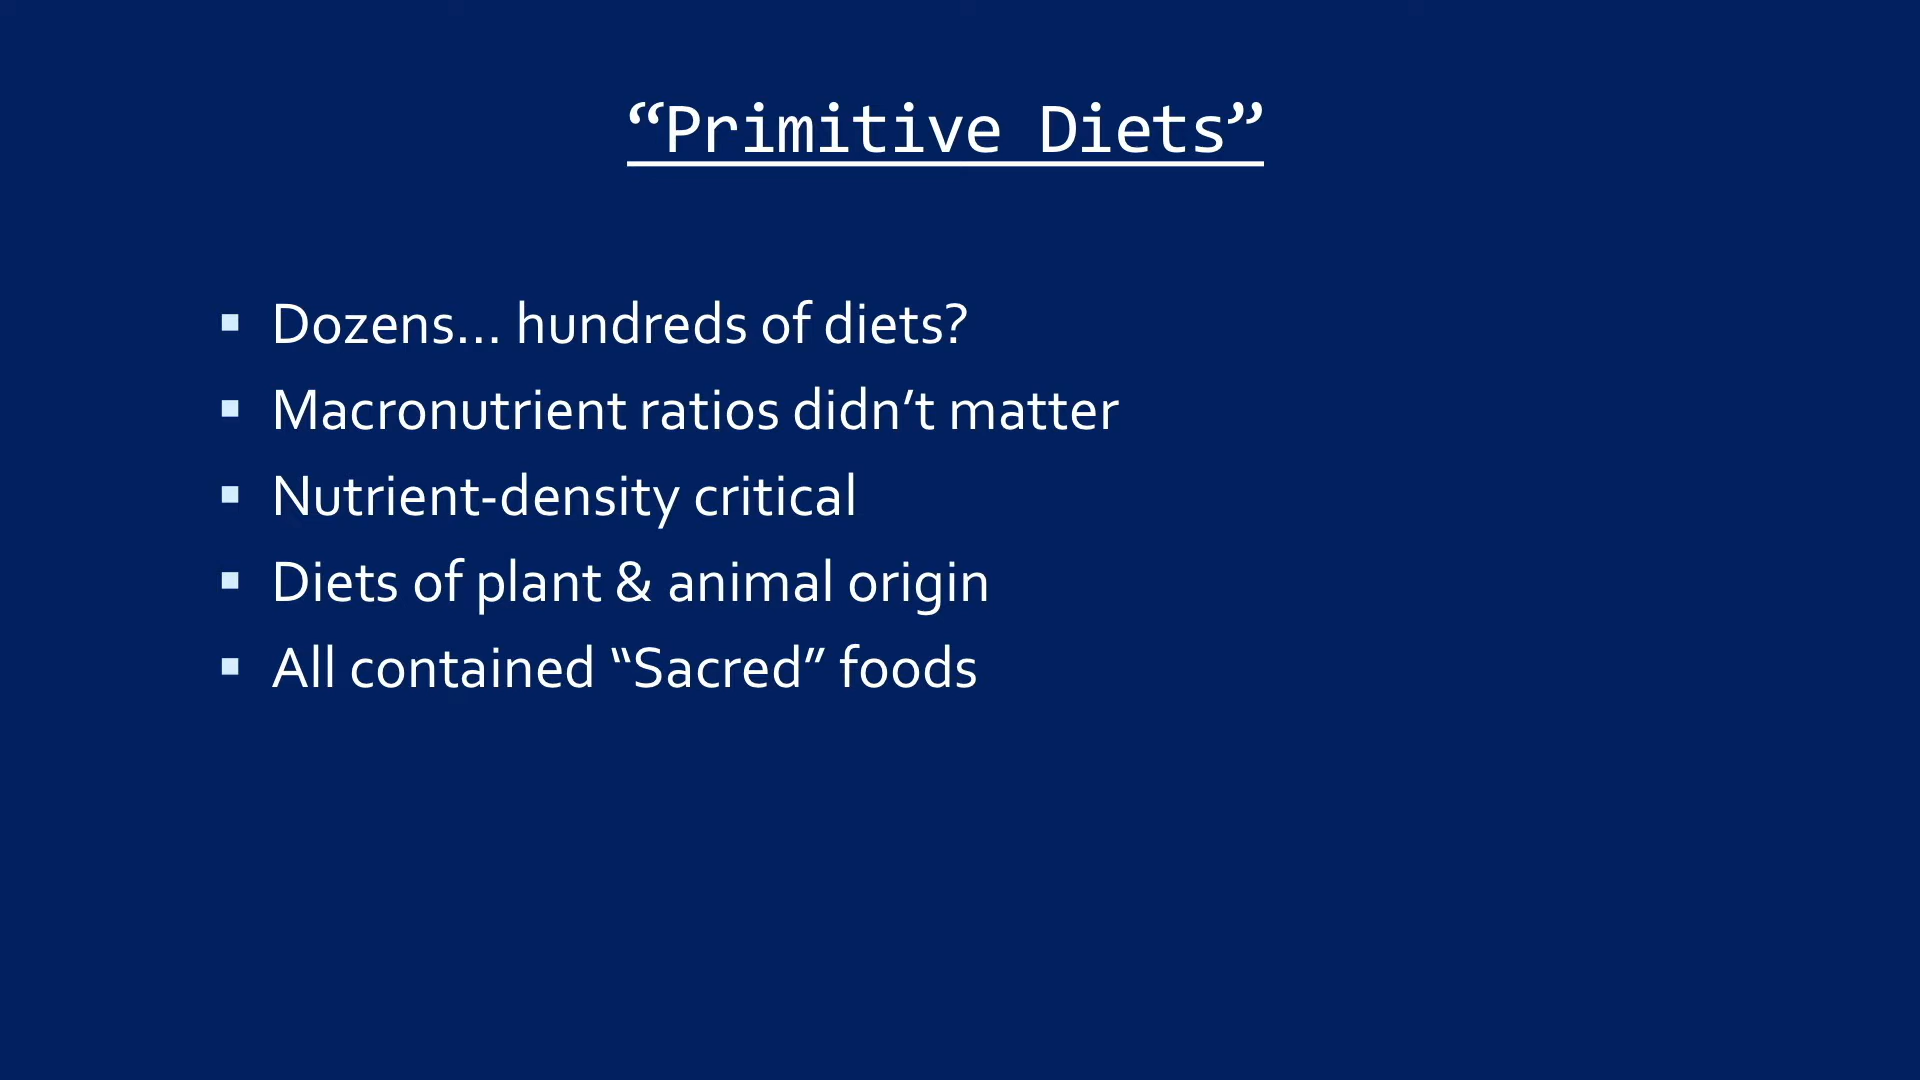 “Primitive Diets”
▪ Dozens... hundreds of diets?
▪ Macronutrient ratios didn’t matter
▪ Nutrient-density critical
▪ Diets of plant & animal origin
▪ All contained “Sacred” foods